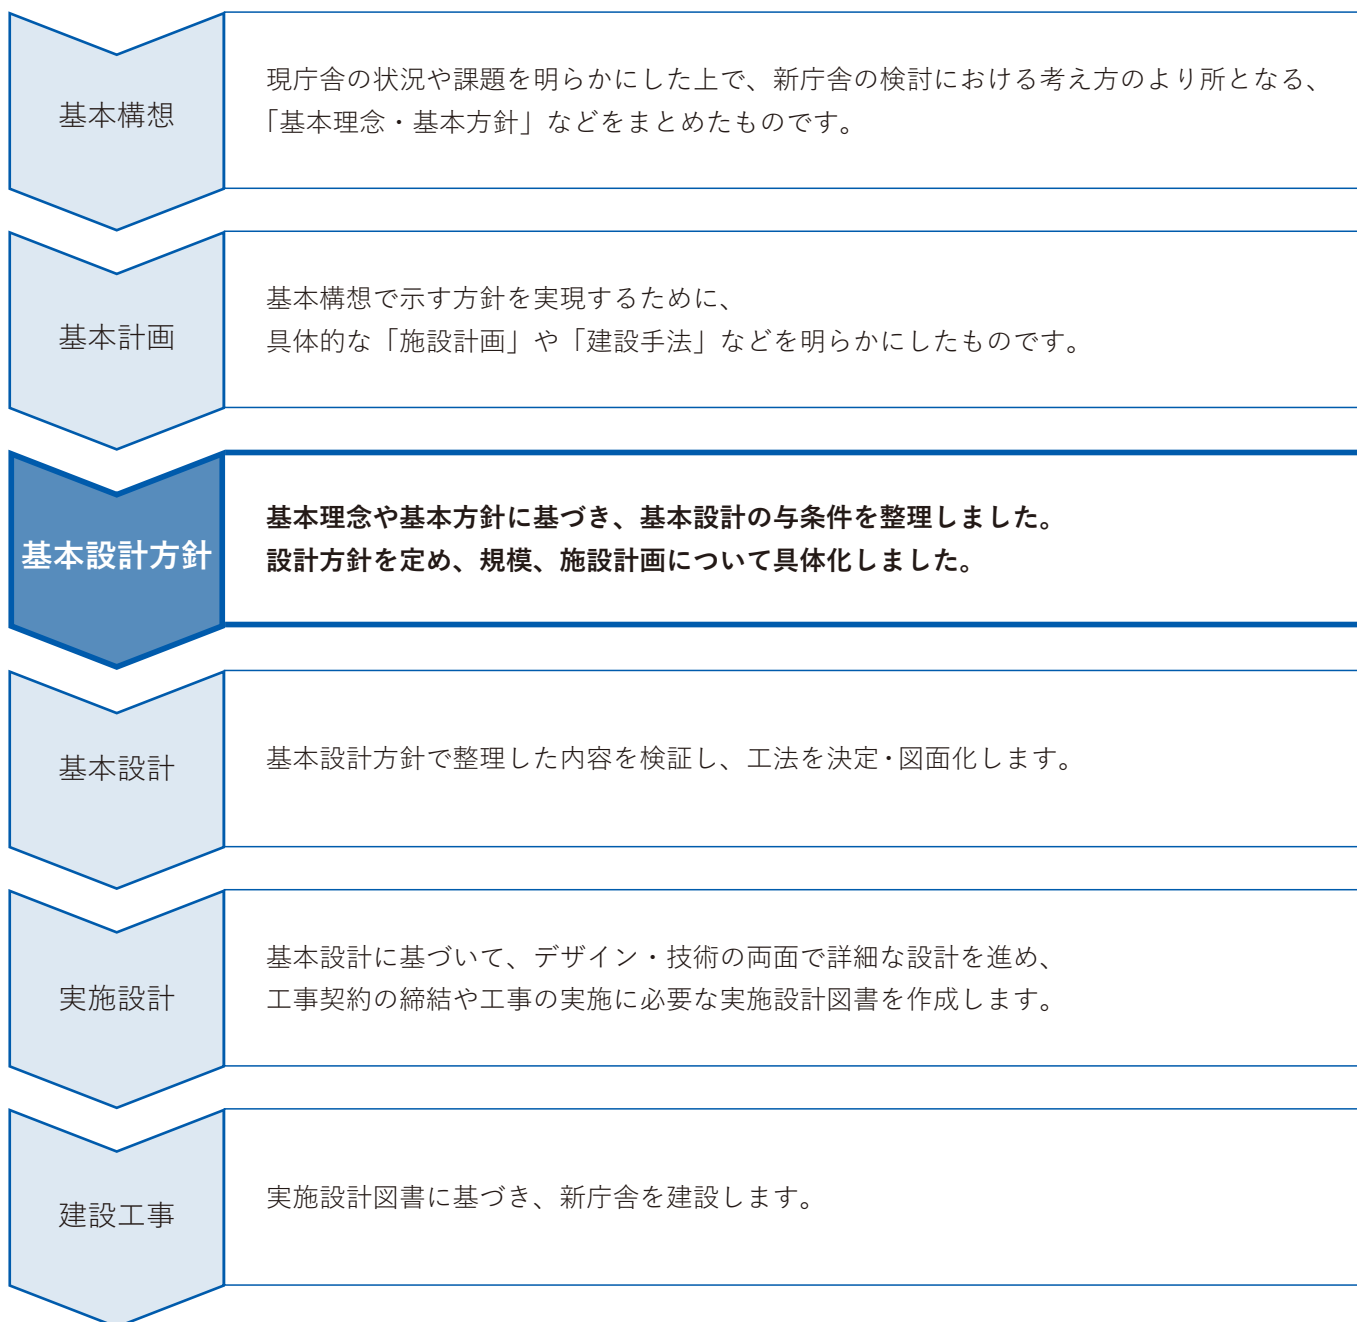 基本構想
現庁舎の状況や課題を明らかにした上で、新庁舎の検討における考え方のより所となる、
「基本理念・基本方針」などをまとめたものです。
基本計画
基本構想で示す方針を実現するために、
具体的な「施設計画」や「建設手法」などを明らかにしたものです。
基本設計方針
基本理念や基本方針に基づき、基本設計の与条件を整理しました。
設計方針を定め、規模、施設計画について具体化しました。
基本設計
基本設計方針で整理した内容を検証し、工法を決定・図面化します。
実施設計
基本設計に基づいて、デザイン・技術の両面で詳細な設計を進め、
工事契約の締結や工事の実施に必要な実施設計図書を作成します。
建設工事
実施設計図書に基づき、新庁舎を建設します。